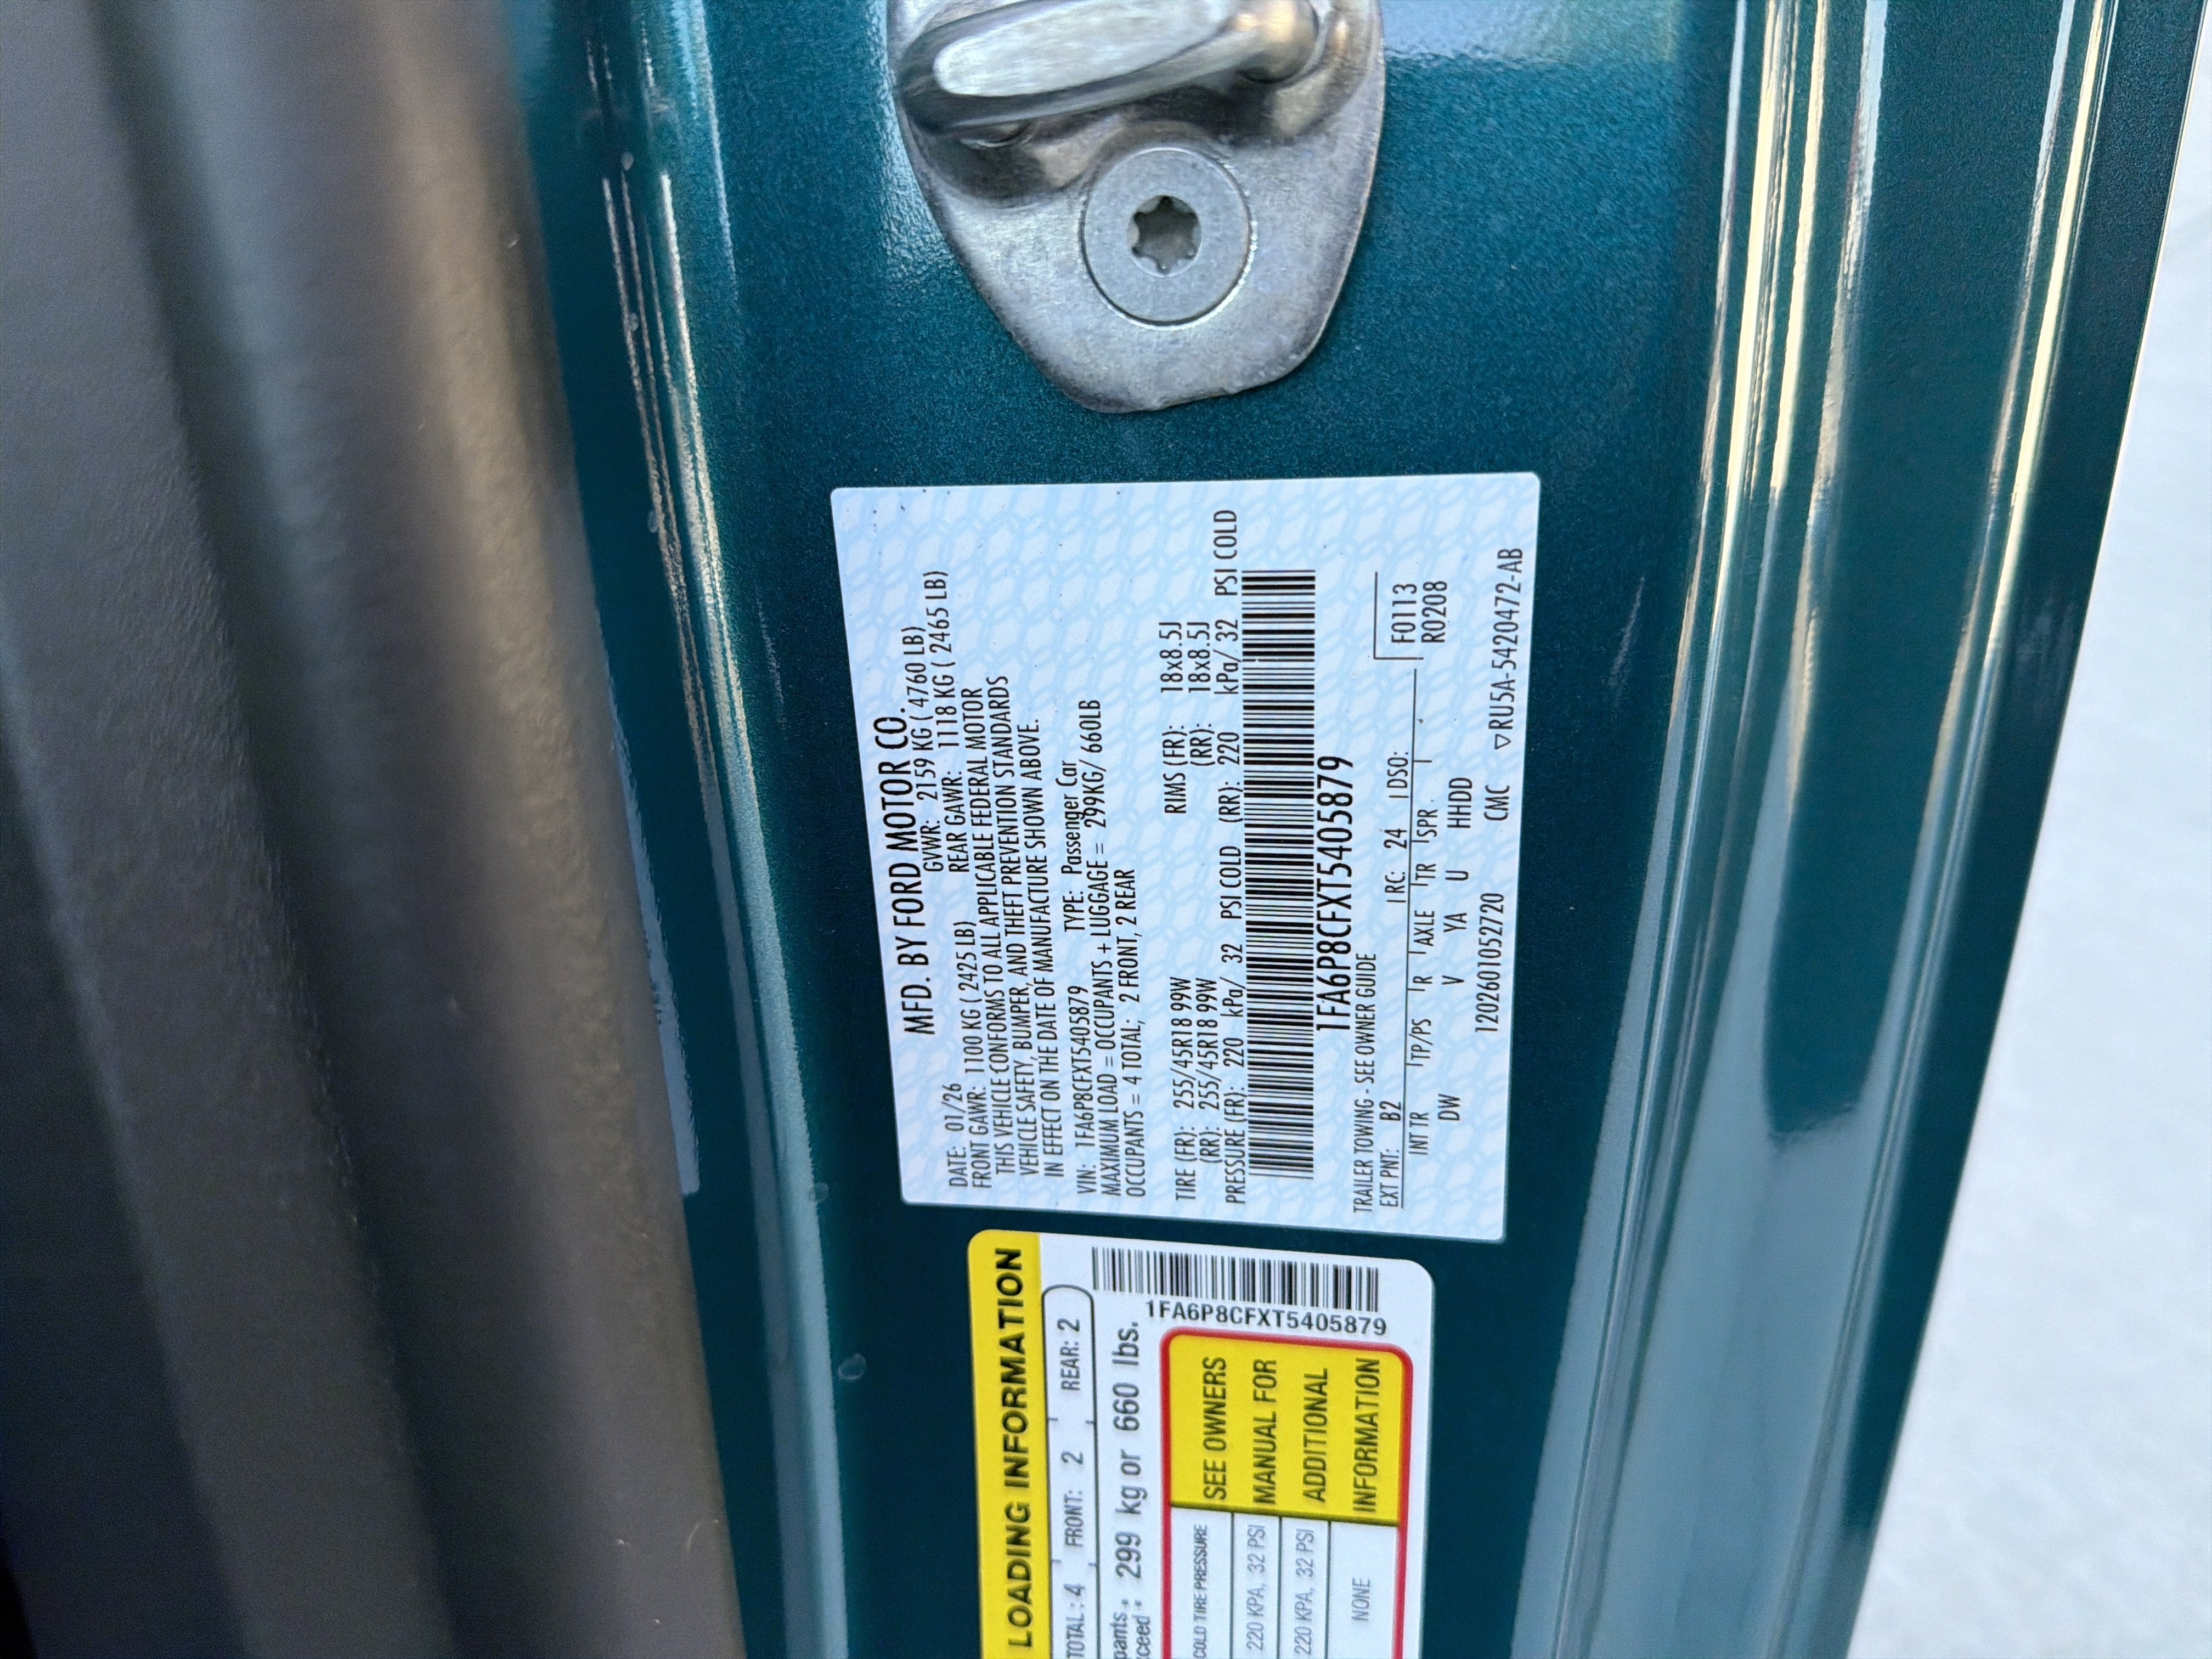 MFD. BY FORD MOTOR CO.
DATE: 01/26 GVWR: 2159 KG ( 4760 LB)
FRONT GAWR: 1100 KG ( 2425 LB) REAR GAWR: 1118 KG ( 2465 LB)
THIS VEHICLE CONFORMS TO ALL APPLICABLE FEDERAL MOTOR
VEHICLE SAFETY, BUMPER, AND THEFT PREVENTION STANDARDS
IN EFFECT ON THE DATE OF MANUFACTURE SHOWN ABOVE.
VIN: 1FA6P8CFXT5405879 TYPE: Passenger Car
MAXIMUM LOAD = OCCUPANTS + LUGGAGE = 299KG/ 660LB
OCCUPANTS = 4 TOTAL; 2 FRONT, 2 REAR
TIRE (FR): 255/45R18 99W RIMS (FR): 18x8.5J
(RR): 255/45R18 99W (RR): 18x8.5J
PRESSURE (FR): 220 kPa/ 32 PSI COLD (RR): 220 kPa/ 32 PSI COLD
1FA6P8CFXT5405879
TRAILER TOWING - SEE OWNER GUIDE
EXT PNT: B2 RC: 24 DSO: F0113
INT TR TP/PS R AXLE TR SPR R0208
DW V YA U HHDD
1202601052720 CMC ▽RU5A-5420472-AB
LOADING INFORMATION
TOTAL: 4 FRONT: 2 REAR: 2
pants
xceed 299 kg or 660 lbs.
1FA6P8CFXT5405879
COLD TIRE PRESSURE
220 KPA, 32 PSI
220 KPA, 32 PSI
NONE
SEE OWNERS
MANUAL FOR
ADDITIONAL
INFORMATION